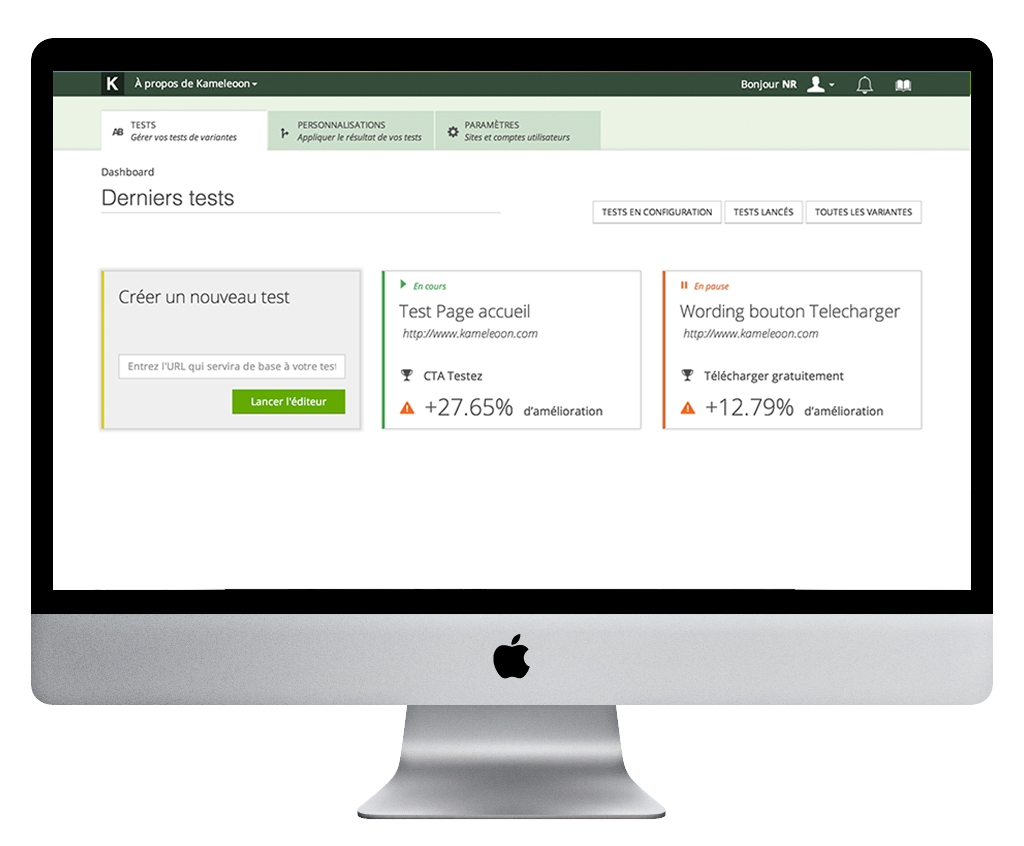 K À propos de Kameleoon
Bonjour NR
AB TESTS
Gérer vos tests de variantes
PERSONNALISATIONS
Appliquer le résultat de vos tests
PARAMÈTRES
Sites et comptes utilisateurs
Dashboard
Derniers tests
TESTS EN CONFIGURATION
TESTS LANCÉS
TOUTES LES VARIANTES
Créer un nouveau test
Entrez l'URL qui servira de base à votre test
Lancer l'éditeur
En cours
Test Page accueil
http://www.kameleoon.com
CTA Testez
+27.65% d'amélioration
En pause
Wording bouton Telecharger
http://www.kameleoon.com
Télécharger gratuitement
+12.79% d'amélioration